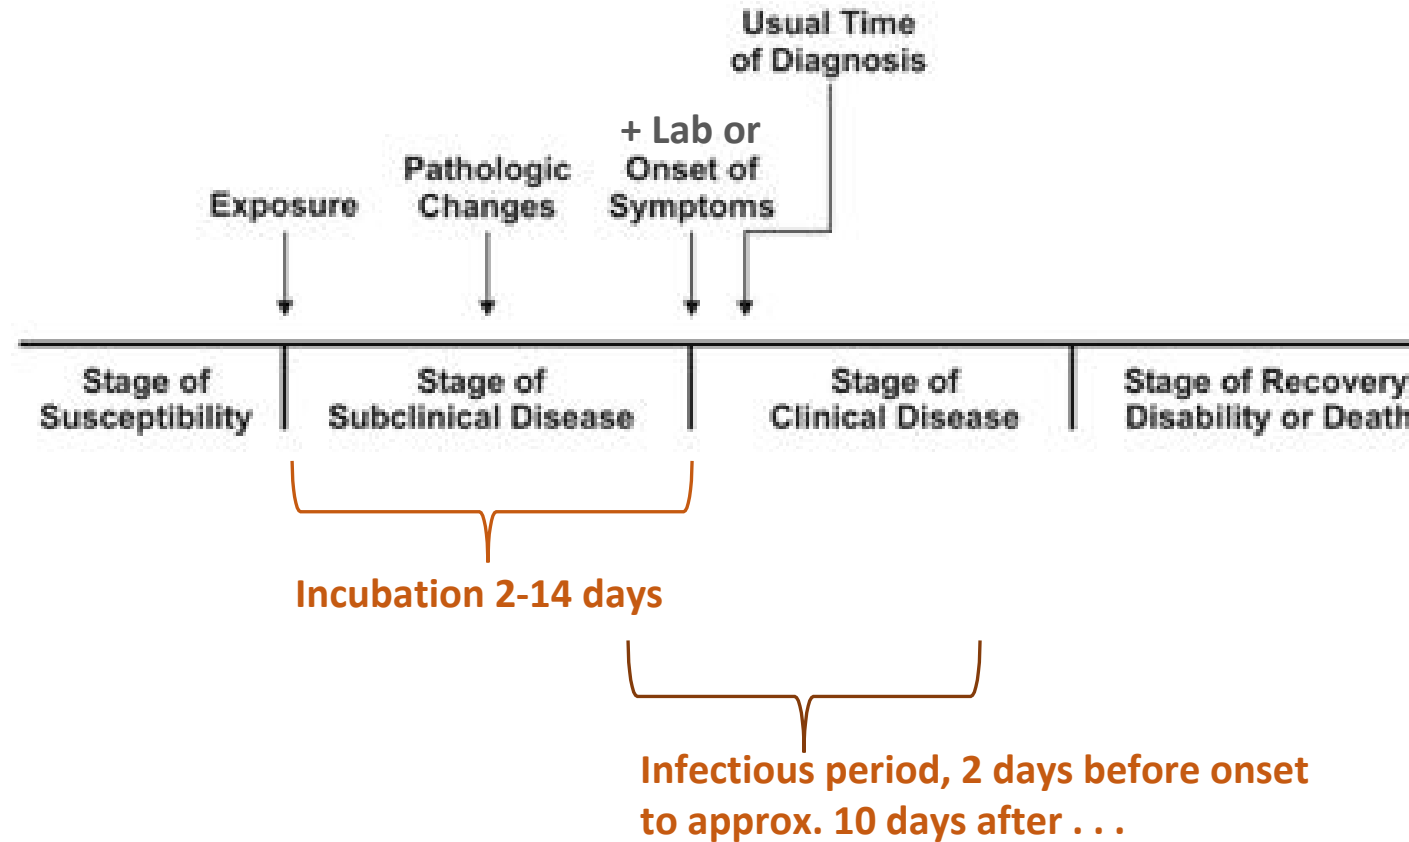 Usual Time
of Diagnosis
+ Lab or
Onset of
Symptoms
Pathologic
Changes
Exposure
Stage of
Susceptibility
Stage of
Subclinical Disease
Stage of
Clinical Disease
Stage of Recovery
Disability or Death
Incubation 2-14 days
Infectious period, 2 days before onset
to approx. 10 days after . . .